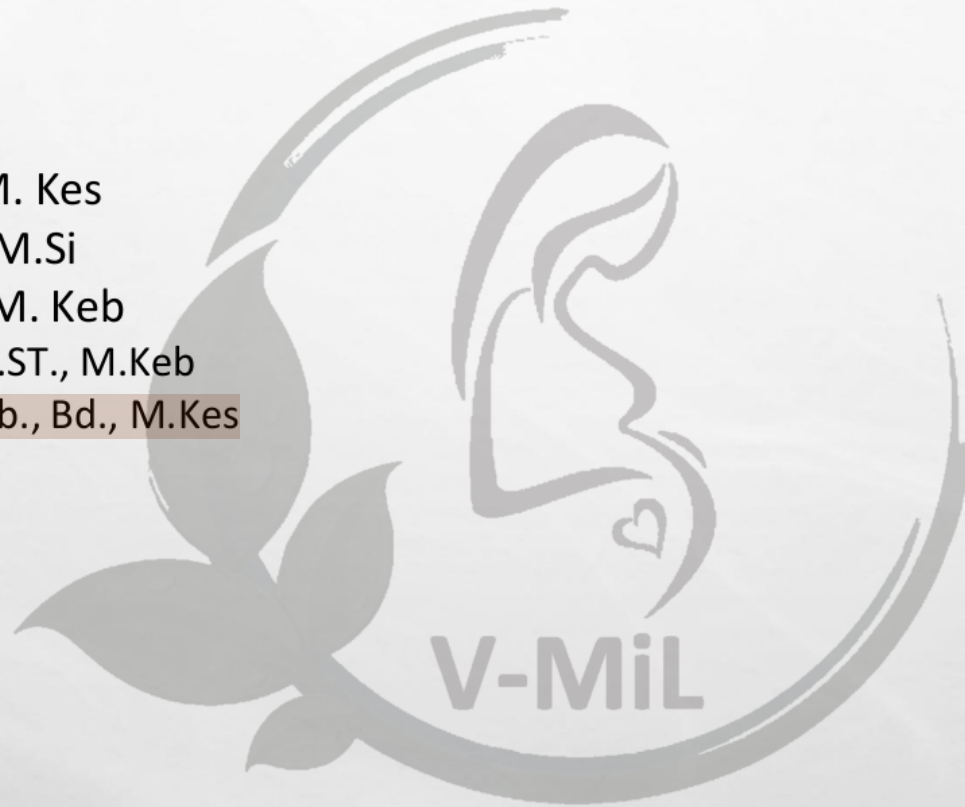 M. Kes
M.Si
M. Keb
.ST., M.Keb
b., Bd., M.Kes
V-MiL